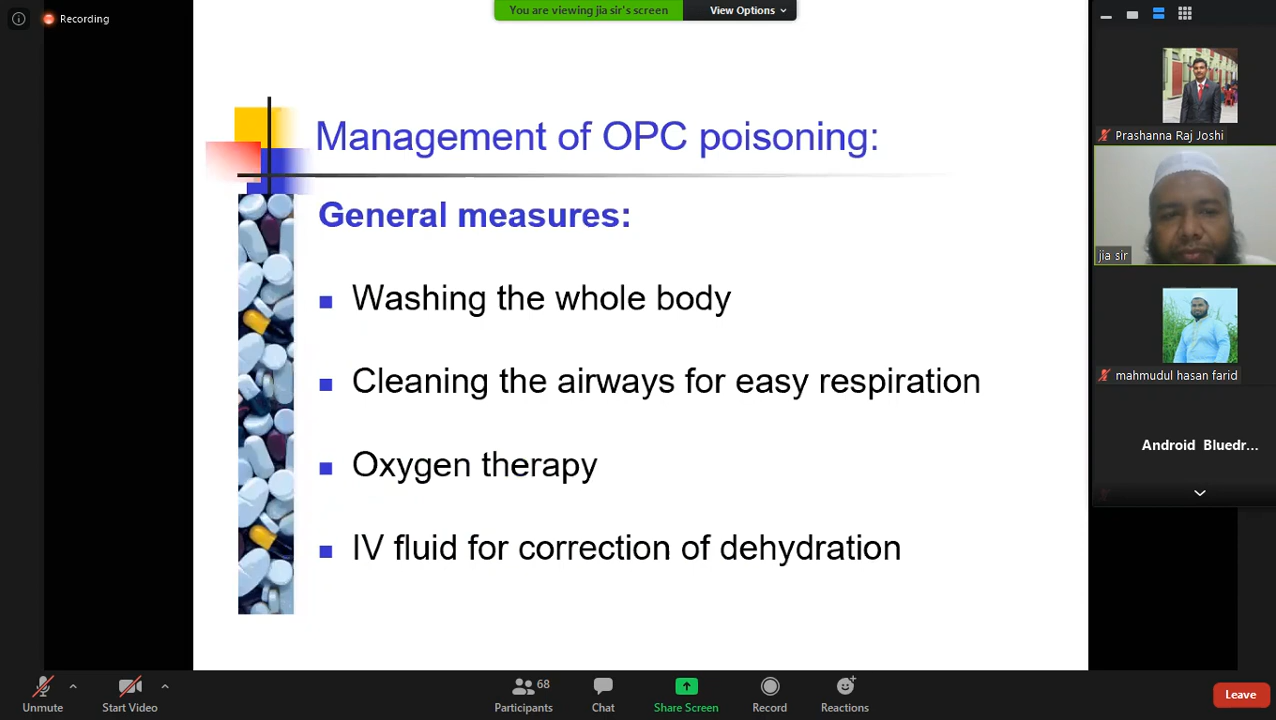 Recording
You are viewing jia sir's screen
View Options
Management of OPC poisoning:
General measures:
Washing the whole body
Cleaning the airways for easy respiration
Oxygen therapy
IV fluid for correction of dehydration
Prashanna Raj Joshi
jia sir
mahmudul hasan farid
Android Bluedr...
Unmute
Start Video
68
Participants
Chat
Share Screen
Record
Reactions
Leave